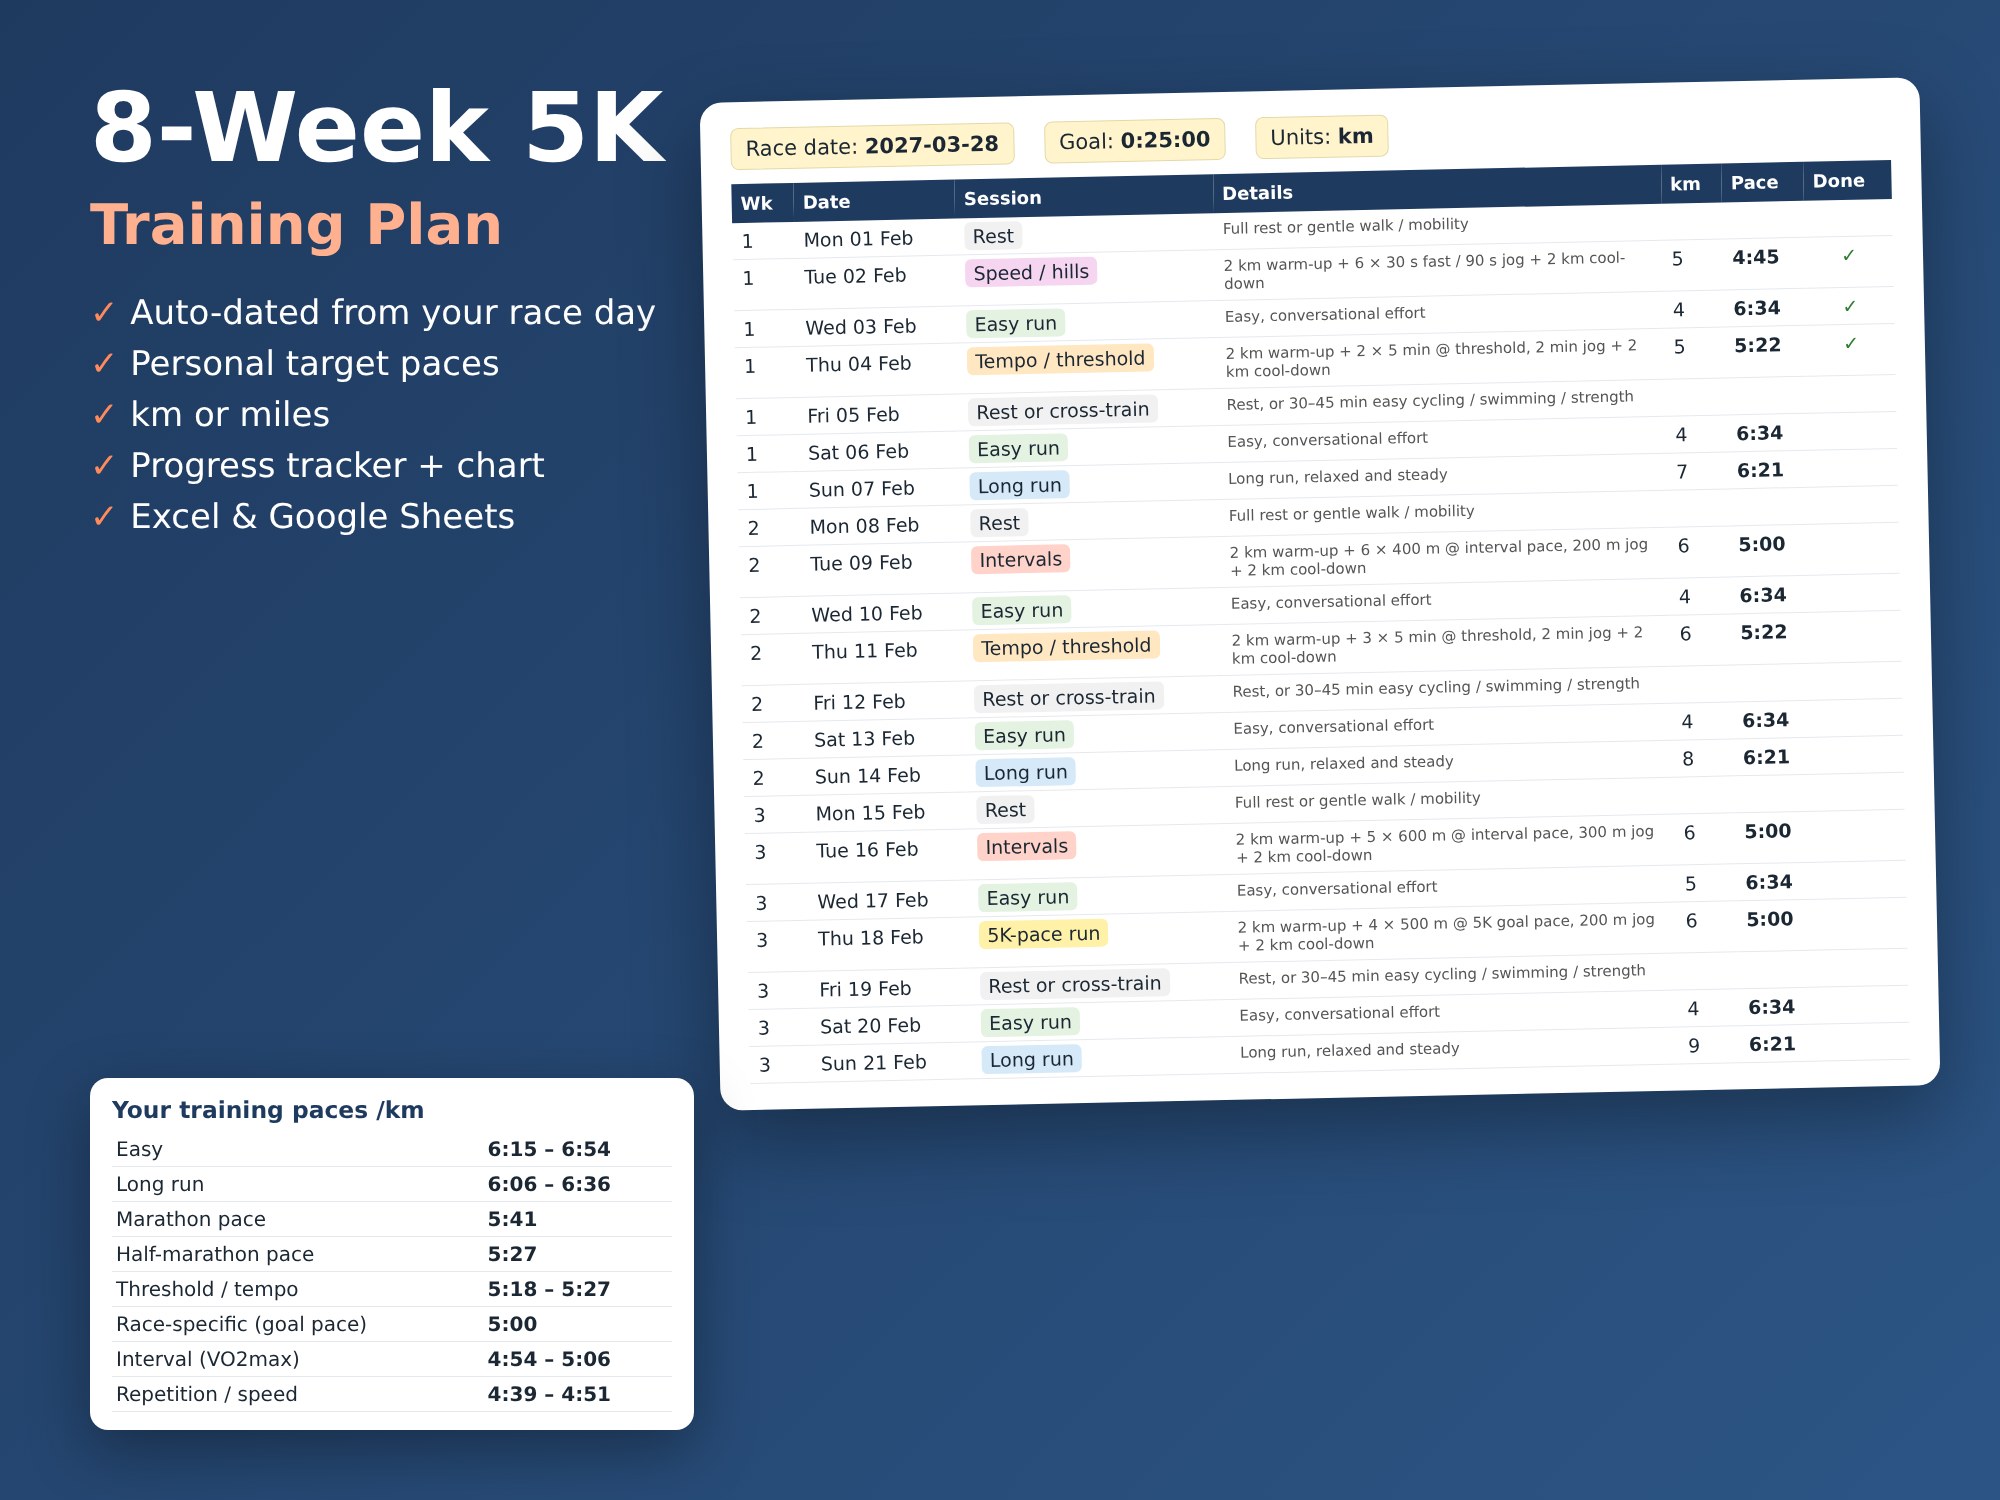 8-Week 5K
Training Plan
✓ Auto-dated from your race day
✓ Personal target paces
✓ km or miles
✓ Progress tracker + chart
✓ Excel & Google Sheets
Race date: 2027-03-28 Goal: 0:25:00 Units: km
Wk Date Session Details km Pace Done
1 Mon 01 Feb Rest Full rest or gentle walk / mobility
1 Tue 02 Feb Speed / hills 2 km warm-up + 6 × 30 s fast / 90 s jog + 2 km cool- 5 4:45 ✓
down
1 Wed 03 Feb Easy run Easy, conversational effort 4 6:34 ✓
1 Thu 04 Feb Tempo / threshold 2 km warm-up + 2 × 5 min @ threshold, 2 min jog + 2 5 5:22 ✓
km cool-down
1 Fri 05 Feb Rest or cross-train Rest, or 30–45 min easy cycling / swimming / strength
1 Sat 06 Feb Easy run Easy, conversational effort 4 6:34
1 Sun 07 Feb Long run Long run, relaxed and steady 7 6:21
2 Mon 08 Feb Rest Full rest or gentle walk / mobility
2 Tue 09 Feb Intervals 2 km warm-up + 6 × 400 m @ interval pace, 200 m jog 6 5:00
+ 2 km cool-down
2 Wed 10 Feb Easy run Easy, conversational effort 4 6:34
2 Thu 11 Feb Tempo / threshold 2 km warm-up + 3 × 5 min @ threshold, 2 min jog + 2 6 5:22
km cool-down
2 Fri 12 Feb Rest or cross-train Rest, or 30–45 min easy cycling / swimming / strength
2 Sat 13 Feb Easy run Easy, conversational effort 4 6:34
2 Sun 14 Feb Long run Long run, relaxed and steady 8 6:21
3 Mon 15 Feb Rest Full rest or gentle walk / mobility
3 Tue 16 Feb Intervals 2 km warm-up + 5 × 600 m @ interval pace, 300 m jog 6 5:00
+ 2 km cool-down
3 Wed 17 Feb Easy run Easy, conversational effort 5 6:34
3 Thu 18 Feb 5K-pace run 2 km warm-up + 4 × 500 m @ 5K goal pace, 200 m jog 6 5:00
+ 2 km cool-down
3 Fri 19 Feb Rest or cross-train Rest, or 30–45 min easy cycling / swimming / strength
3 Sat 20 Feb Easy run Easy, conversational effort 4 6:34
3 Sun 21 Feb Long run Long run, relaxed and steady 9 6:21
Your training paces /km
Easy 6:15 – 6:54
Long run 6:06 – 6:36
Marathon pace 5:41
Half-marathon pace 5:27
Threshold / tempo 5:18 – 5:27
Race-specific (goal pace) 5:00
Interval (VO2max) 4:54 – 5:06
Repetition / speed 4:39 – 4:51